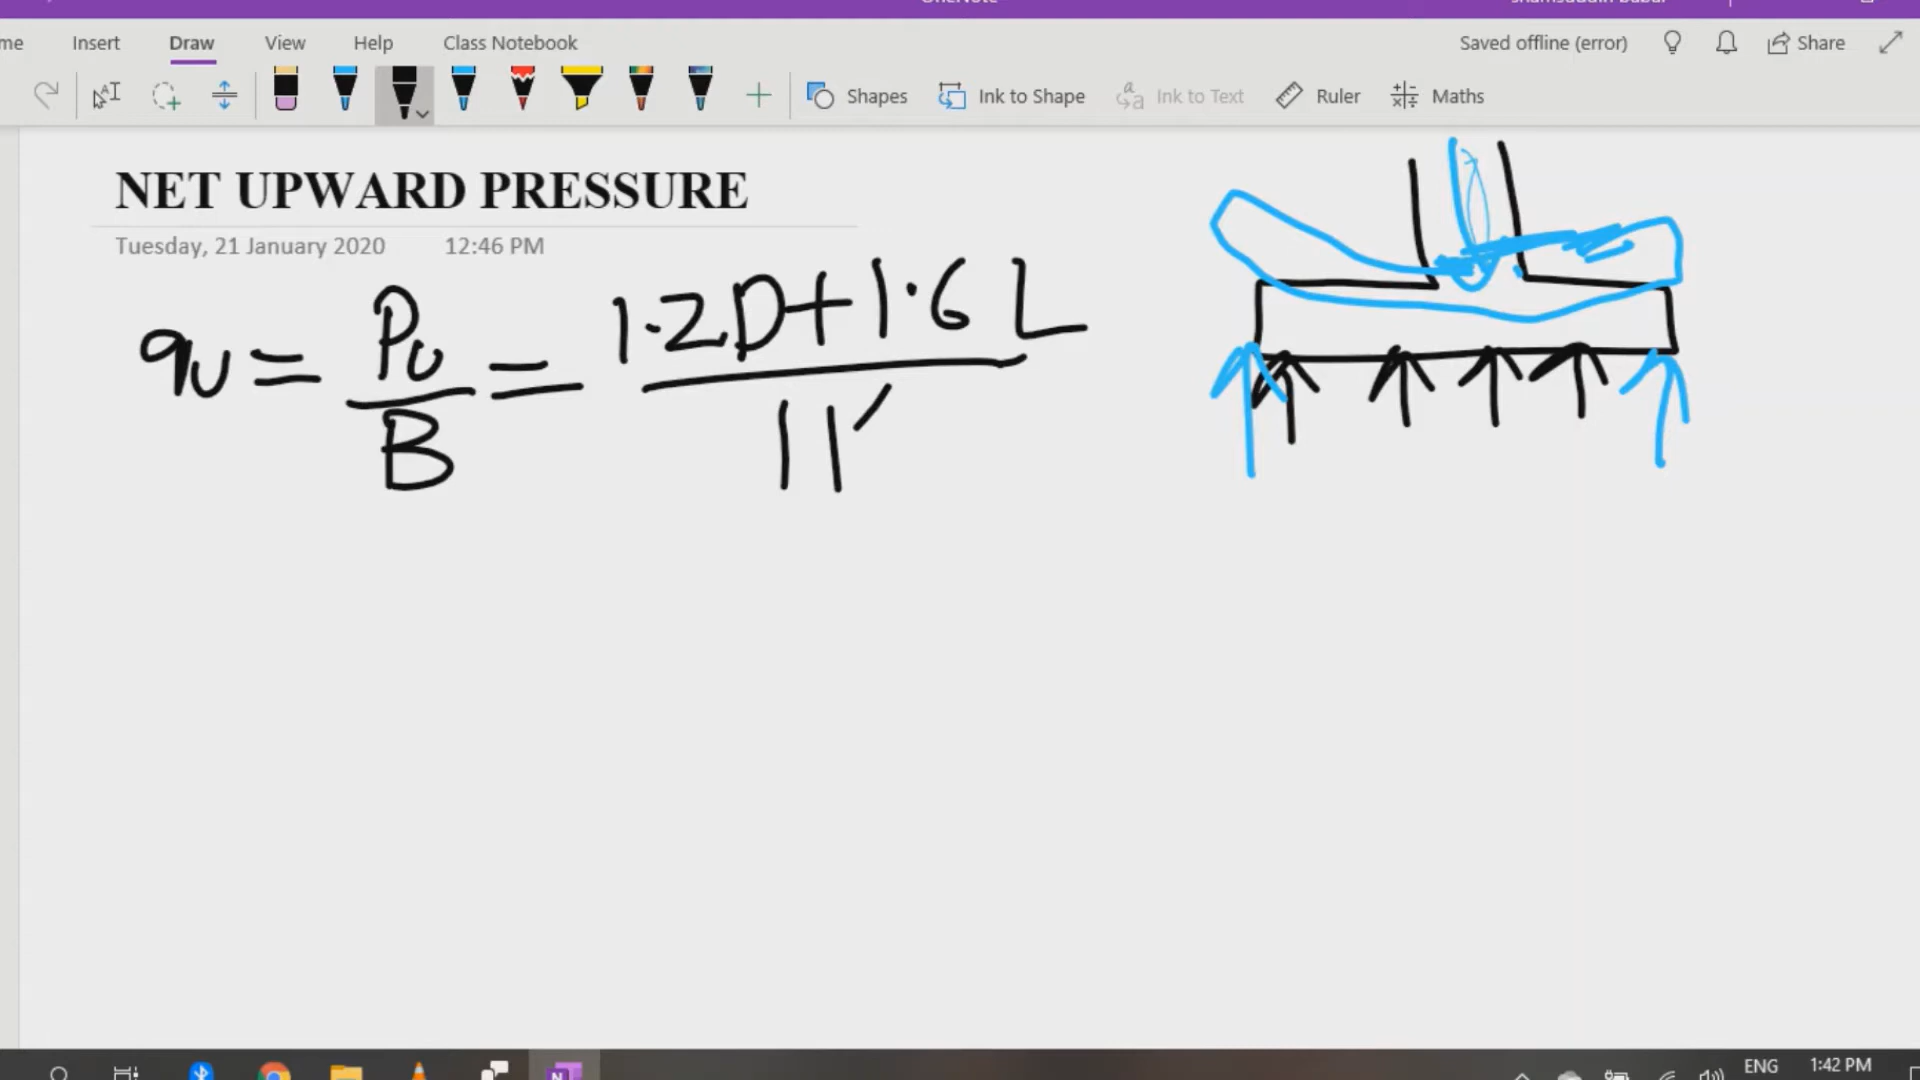 Insert Draw View Help Class Notebook Saved offline (error) Share
Shapes Ink to Shape Ink to Text Ruler Maths
NET UPWARD PRESSURE
Tuesday, 21 January 2020 12:46 PM
qu = Pu/B = 1.2D+1.6L/11'
ENG 1:42 PM